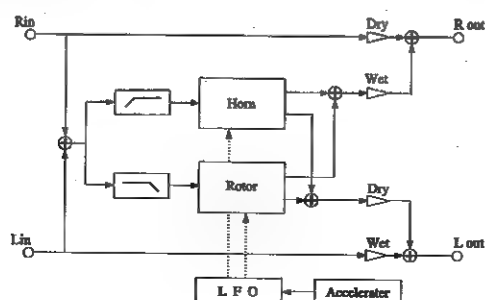 Rin
Dry
R out
Wet
Horn
Rotor
Dry
Lin
Wet
L out
L F O
Accelerater